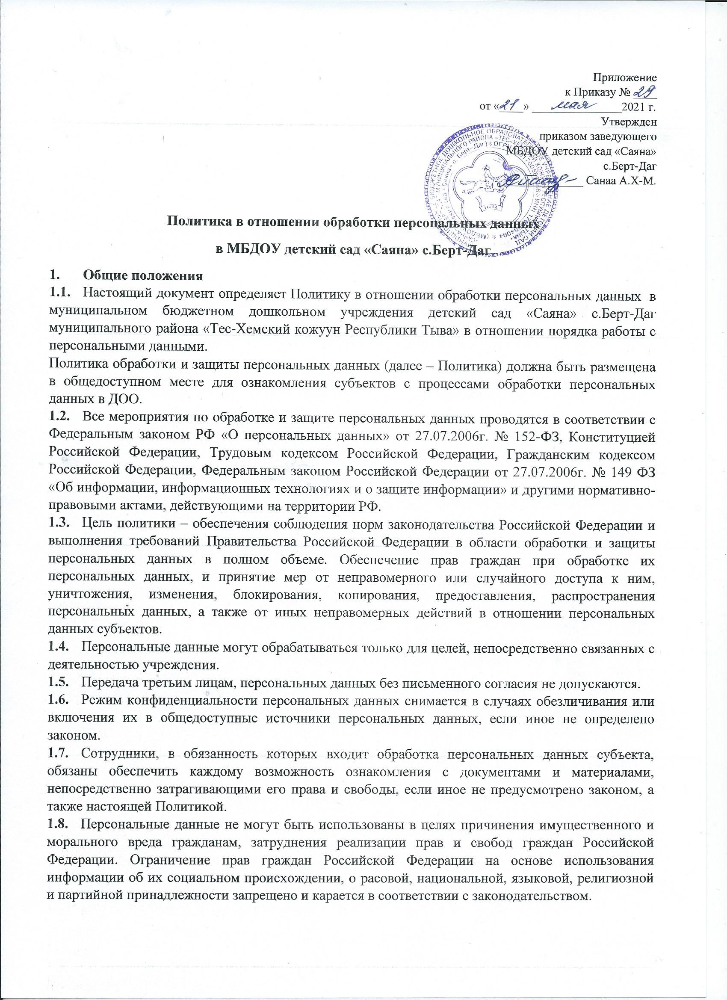 Приложение
к Приказу № 29
от «21» мая 2021 г.
Утвержден
приказом заведующего
МБДОУ детский сад «Саяна»
с.Берт-Даг
Санаа А.Х-М.
Политика в отношении обработки персональных данных
в МБДОУ детский сад «Саяна» с.Берт-Даг
1. Общие положения
1.1. Настоящий документ определяет Политику в отношении обработки персональных данных в
муниципальном бюджетном дошкольном учреждения детский сад «Саяна» с.Берт-Даг
муниципального района «Тес-Хемский кожуун Республики Тыва» в отношении порядка работы с
персональными данными.
Политика обработки и защиты персональных данных (далее – Политика) должна быть размещена
в общедоступном месте для ознакомления субъектов с процессами обработки персональных
данных в ДОО.
1.2. Все мероприятия по обработке и защите персональных данных проводятся в соответствии с
Федеральным законом РФ «О персональных данных» от 27.07.2006г. № 152-ФЗ, Конституцией
Российской Федерации, Трудовым кодексом Российской Федерации, Гражданским кодексом
Российской Федерации, Федеральным законом Российской Федерации от 27.07.2006г. № 149 ФЗ
«Об информации, информационных технологиях и о защите информации» и другими нормативно-
правовыми актами, действующими на территории РФ.
1.3. Цель политики – обеспечения соблюдения норм законодательства Российской Федерации и
выполнения требований Правительства Российской Федерации в области обработки и защиты
персональных данных в полном объеме. Обеспечение прав граждан при обработке их
персональных данных, и принятие мер от неправомерного или случайного доступа к ним,
уничтожения, изменения, блокирования, копирования, предоставления, распространения
персональных данных, а также от иных неправомерных действий в отношении персональных
данных субъектов.
1.4. Персональные данные могут обрабатываться только для целей, непосредственно связанных с
деятельностью учреждения.
1.5. Передача третьим лицам, персональных данных без письменного согласия не допускаются.
1.6. Режим конфиденциальности персональных данных снимается в случаях обезличивания или
включения их в общедоступные источники персональных данных, если иное не определено
законом.
1.7. Сотрудники, в обязанность которых входит обработка персональных данных субъекта,
обязаны обеспечить каждому возможность ознакомления с документами и материалами,
непосредственно затрагивающими его права и свободы, если иное не предусмотрено законом, а
также настоящей Политикой.
1.8. Персональные данные не могут быть использованы в целях причинения имущественного и
морального вреда гражданам, затруднения реализации прав и свобод граждан Российской
Федерации. Ограничение прав граждан Российской Федерации на основе использования
информации об их социальном происхождении, о расовой, национальной, языковой, религиозной
и партийной принадлежности запрещено и карается в соответствии с законодательством.